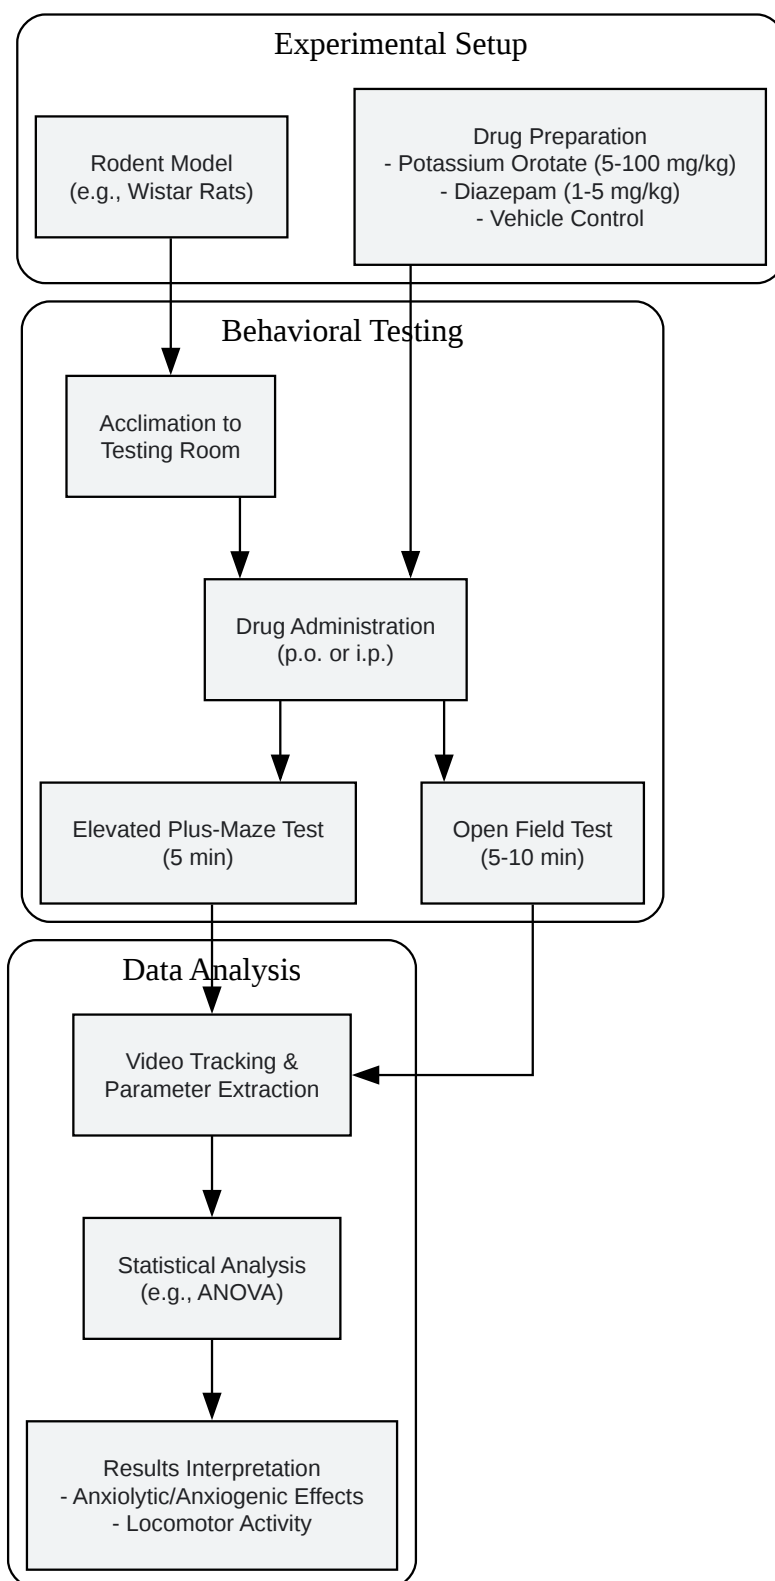 Experimental Setup
Rodent Model
(e.g., Wistar Rats)
Drug Preparation
- Potassium Orotate (5-100 mg/kg)
- Diazepam (1-5 mg/kg)
- Vehicle Control
Behavioral Testing
Acclimation to
Testing Room
Drug Administration
(p.o. or i.p.)
Elevated Plus-Maze Test
(5 min)
Open Field Test
(5-10 min)
Data Analysis
Video Tracking &
Parameter Extraction
Statistical Analysis
(e.g., ANOVA)
Results Interpretation
- Anxiolytic/Anxiogenic Effects
- Locomotor Activity